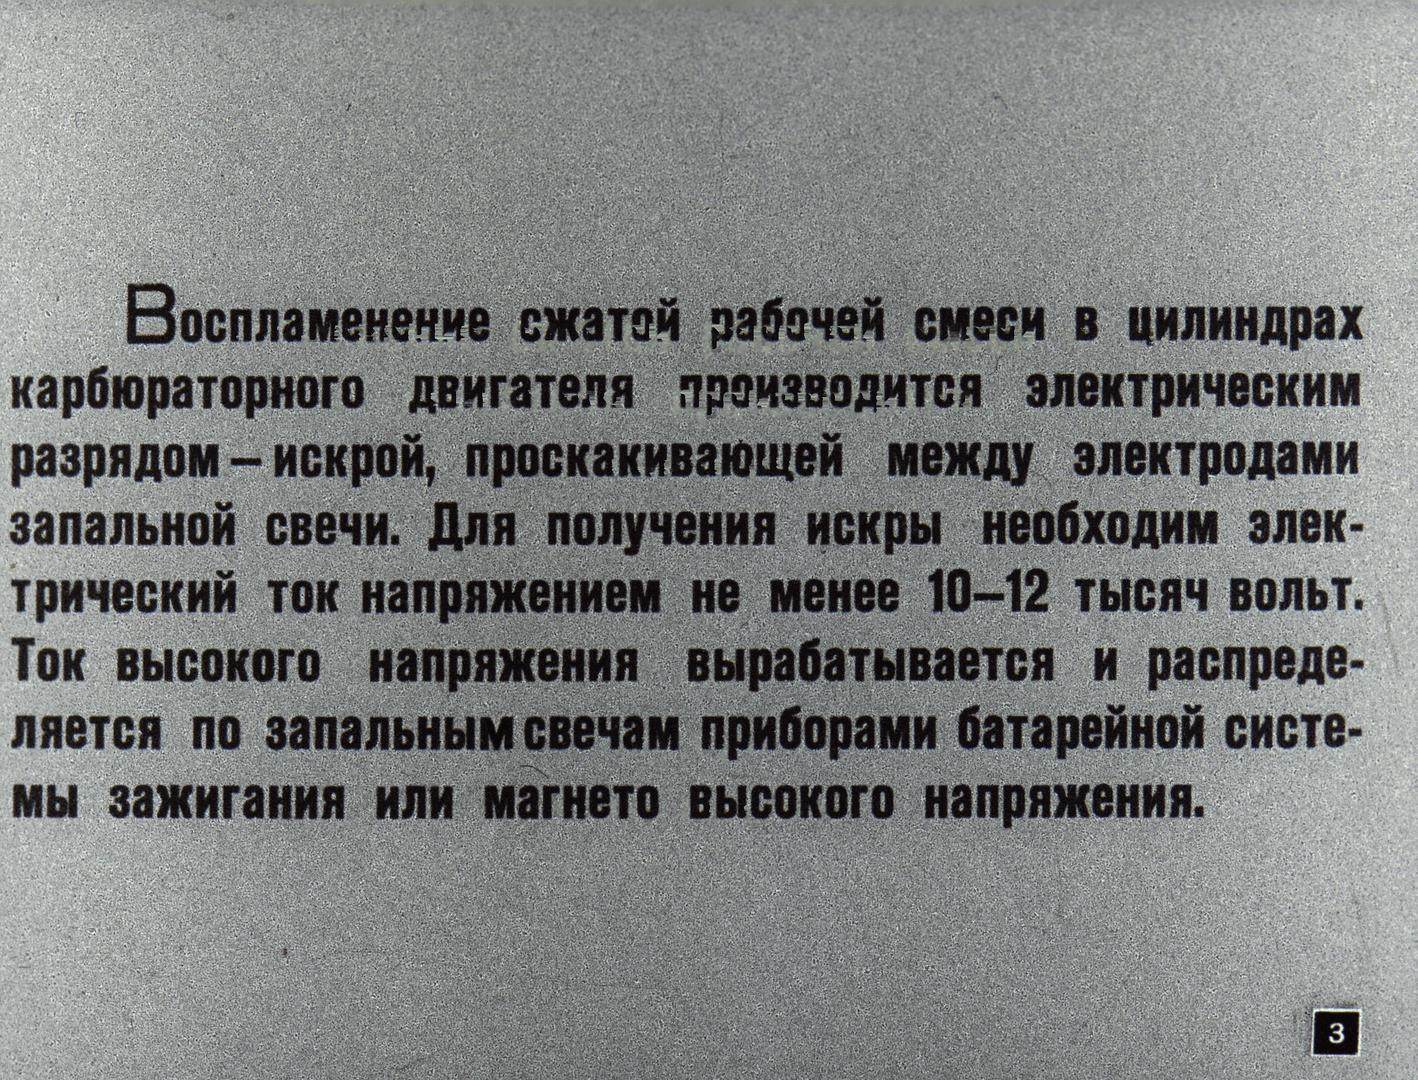 Воспламенение сжатой рабочей смеси в цилиндрах
карбюраторного двигателя производится электрическим
разрядом – искрой, проскакивающей между электродами
запальной свечи. Для получения искры необходим элек-
трический ток напряжением не менее 10–12 тысяч вольт.
Ток высокого напряжения вырабатывается и распреде-
ляется по запальным свечам приборами батарейной систе-
мы зажигания или магнето высокого напряжения.
3